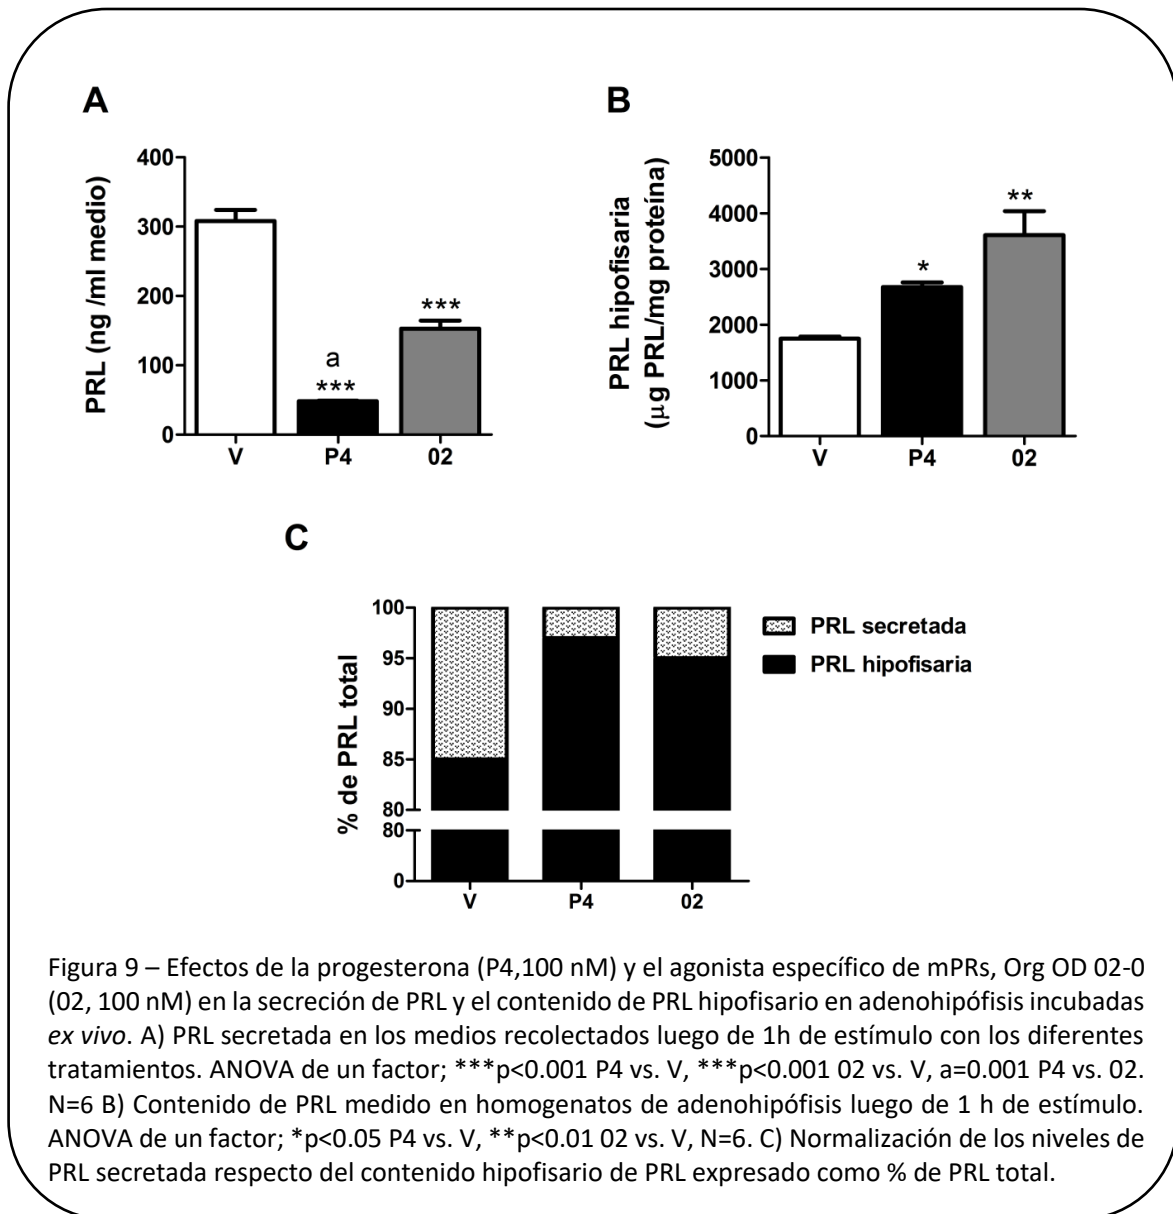 A
B
PRL (ng /ml medio)
400
300
200
100
0
***
a
***
V
P4
02
PRL hipofisaria
(µg PRL/mg proteína)
5000
4000
3000
2000
1000
0
*
**
V
P4
02
C
% de PRL total
100
95
90
85
80
80
0
V
P4
02
PRL secretada
PRL hipofisaria
Figura 9 – Efectos de la progesterona (P4,100 nM) y el agonista específico de mPRs, Org OD 02-0
(02, 100 nM) en la secreción de PRL y el contenido de PRL hipofisario en adenohipófisis incubadas
ex vivo. A) PRL secretada en los medios recolectados luego de 1h de estímulo con los diferentes
tratamientos. ANOVA de un factor; ***p<0.001 P4 vs. V, ***p<0.001 02 vs. V, a=0.001 P4 vs. 02.
N=6 B) Contenido de PRL medido en homogenatos de adenohipófisis luego de 1 h de estímulo.
ANOVA de un factor; *p<0.05 P4 vs. V, **p<0.01 02 vs. V, N=6. C) Normalización de los niveles de
PRL secretada respecto del contenido hipofisario de PRL expresado como % de PRL total.